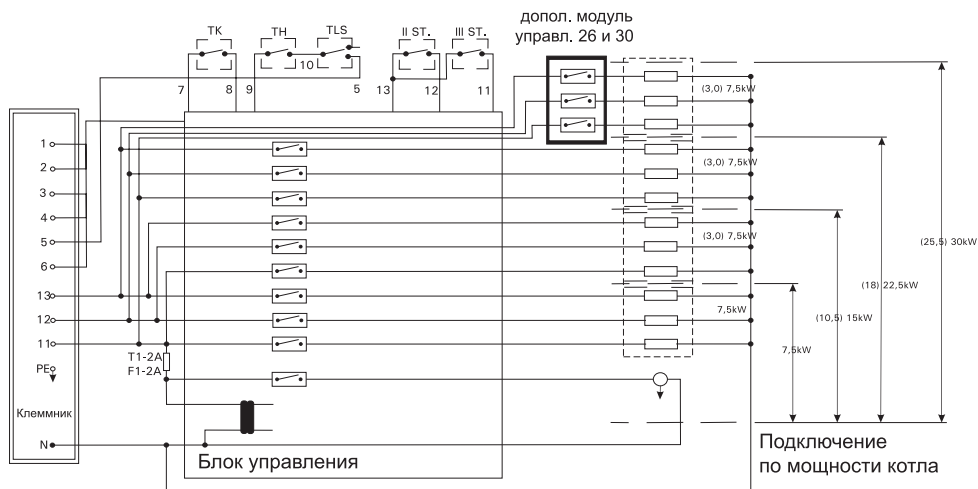 допол. модуль
управл. 26 и 30
TK
TH
TLS
II ST.
III ST.
10
7
8
9
5
13
12
11
1
2
3
4
5
6
13
12
11
PE
Клеммник
N
T1-2A
F1-2A
Блок управления
(3,0) 7,5kW
(3,0) 7,5kW
(3,0) 7,5kW
7,5kW
7,5kW
(10,5) 15kW
(18) 22,5kW
(25,5) 30kW
Подключение
по мощности котла